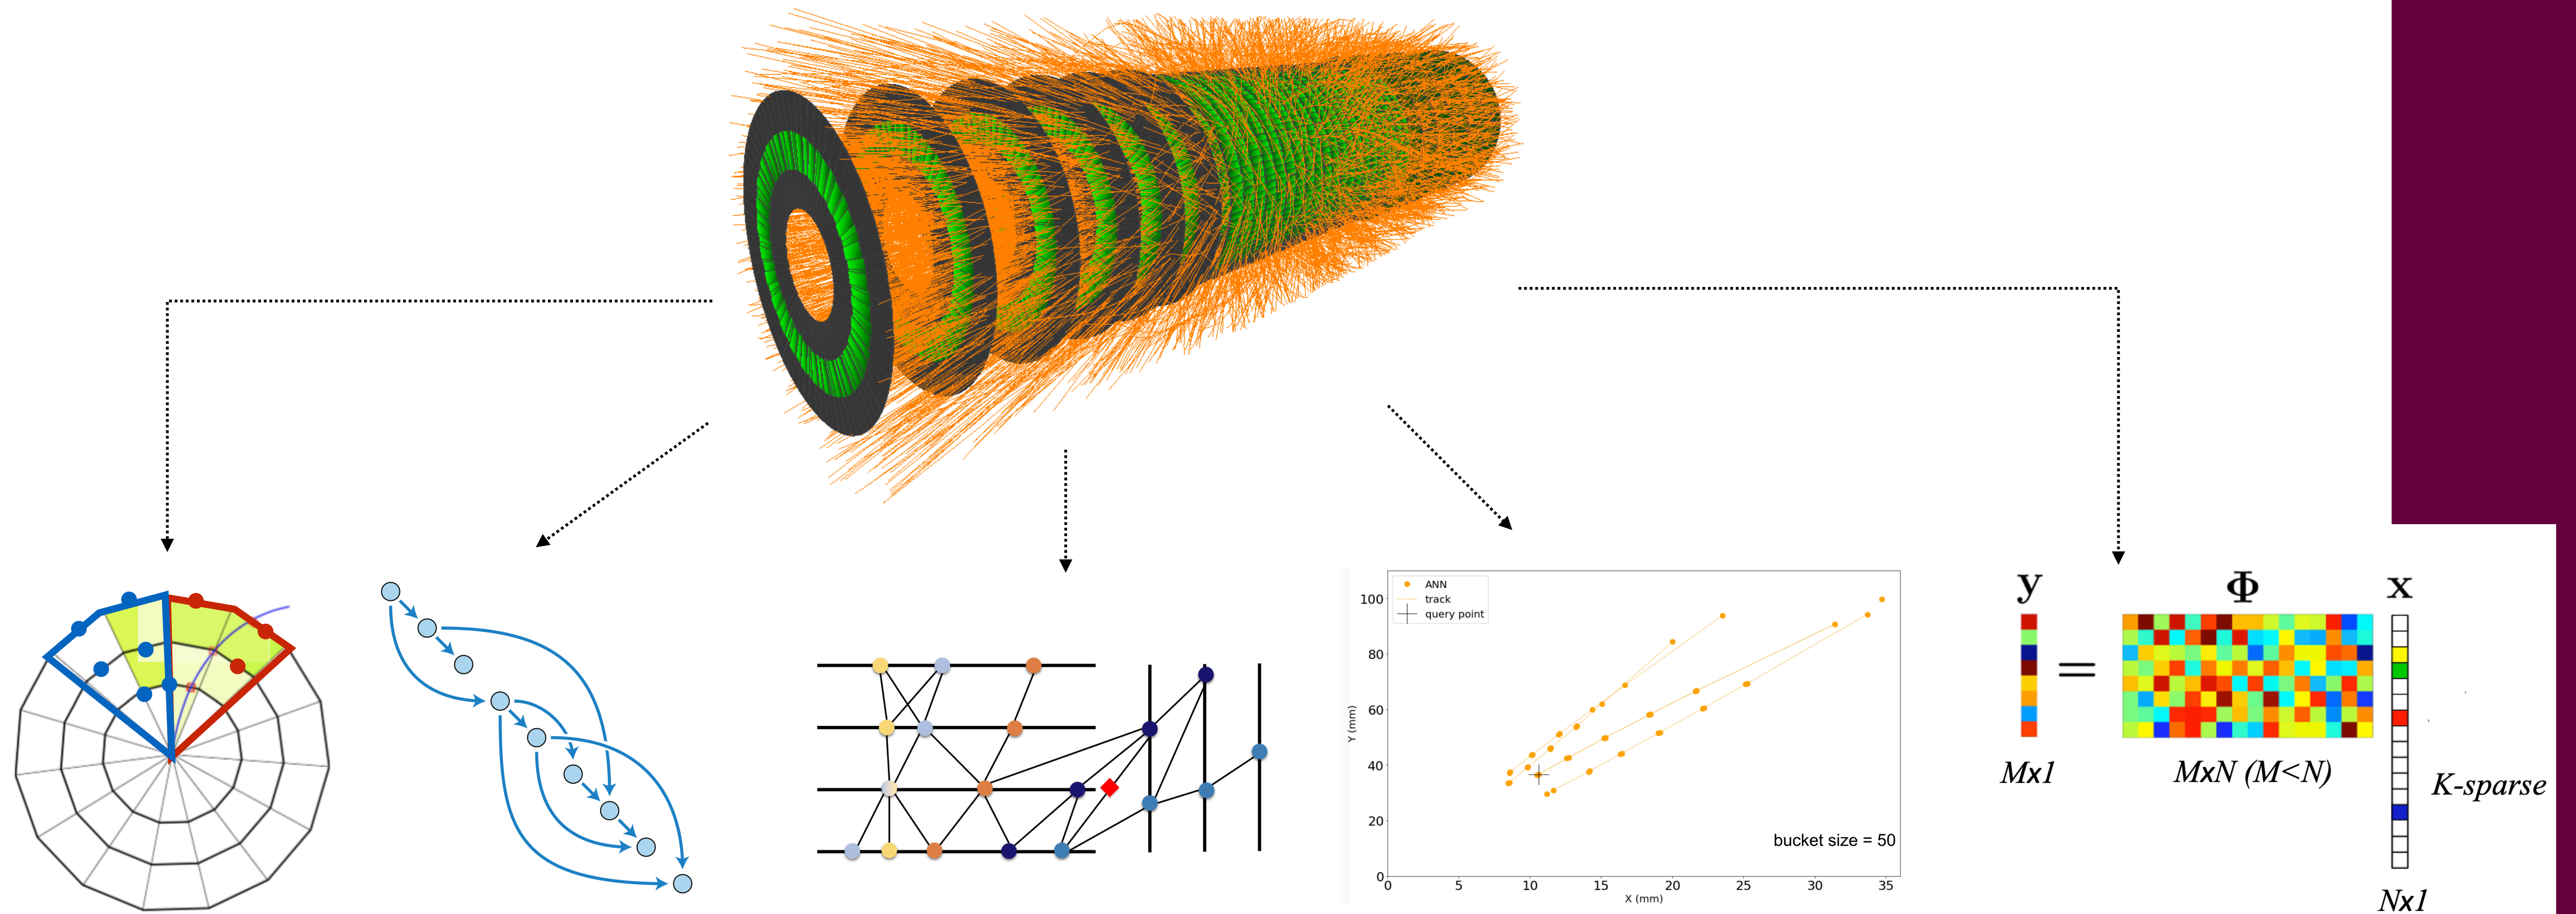 ANN
track
query point
100
80
60
40
20
0
Y (mm)
0 5 10 15 20 25 30 35
X (mm)
bucket size = 50
y = Φ x
Mx1
MxN (M<N)
K-sparse
Nx1